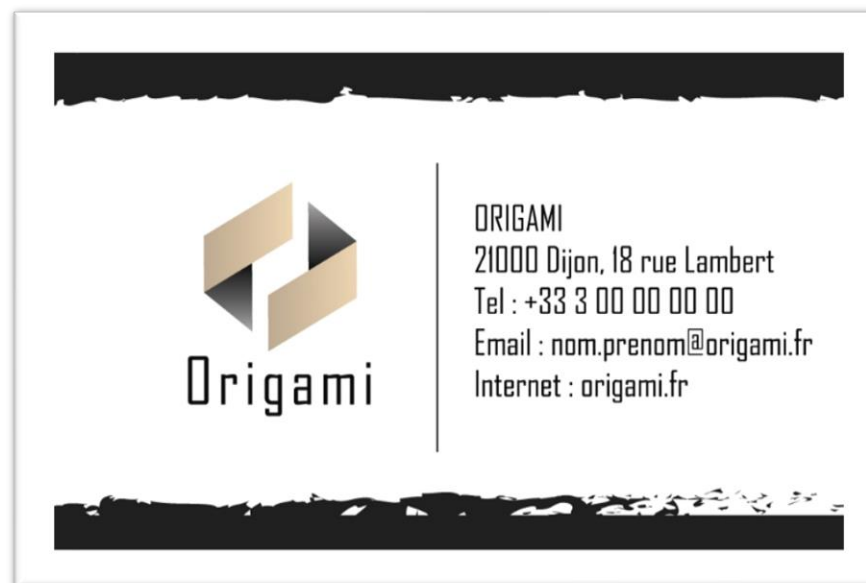 Origami
ORIGAMI
21000 Dijon, 18 rue Lambert
Tel : +33 3 00 00 00 00
Email : nom.prenom@origami.fr
Internet : origami.fr